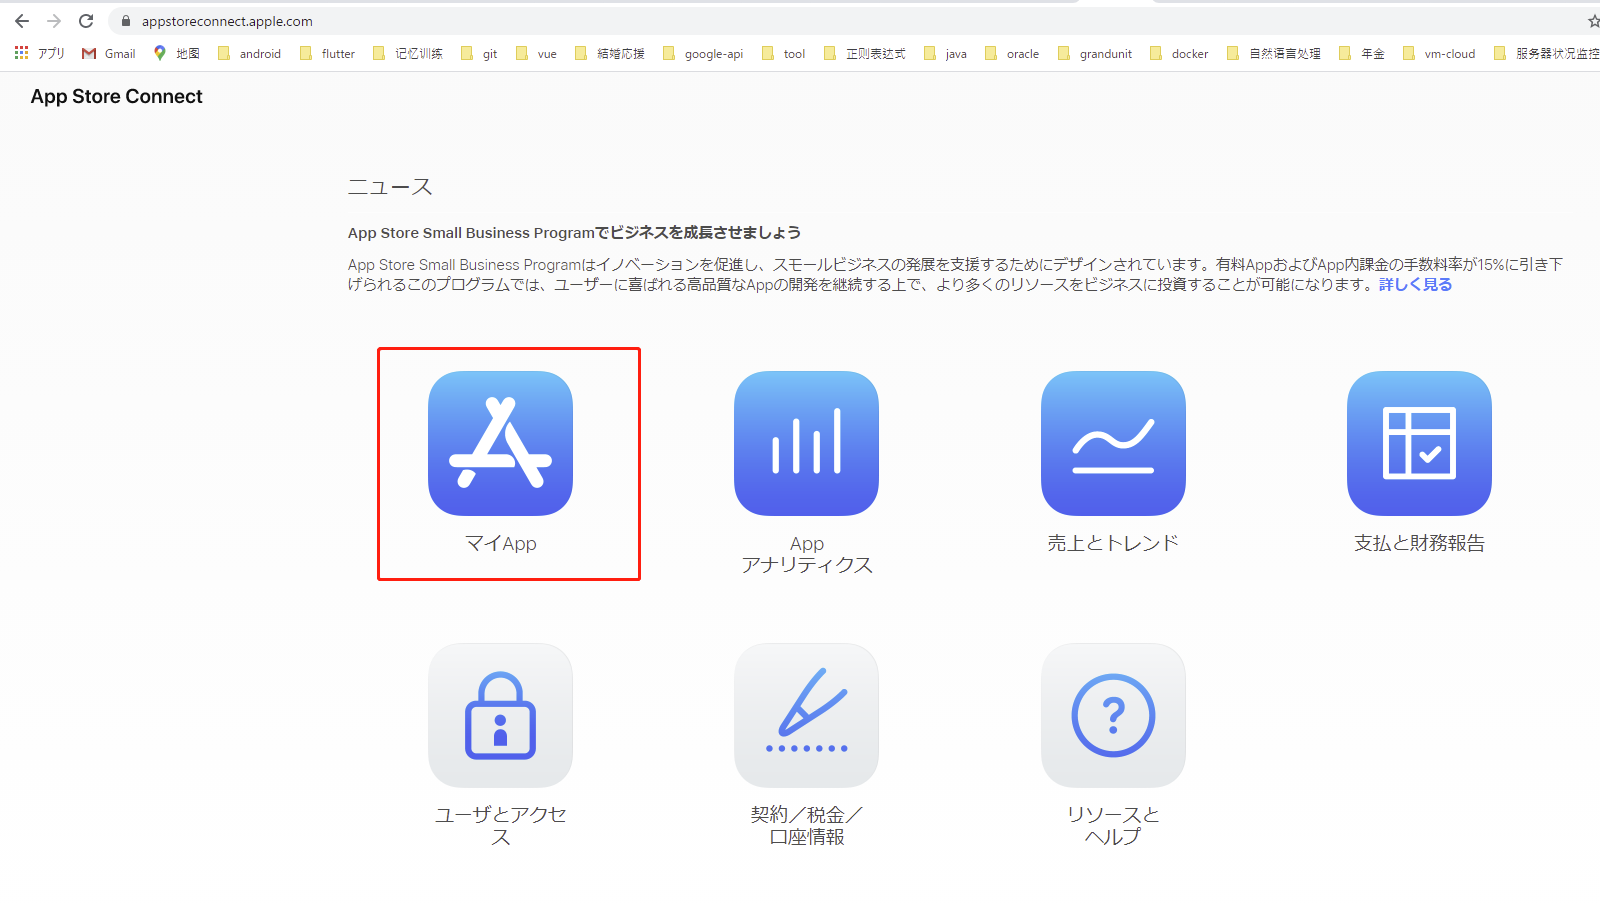 appstoreconnect.apple.com
アプリ Gmail 地图 android flutter 记忆训练 git vue 結婚応援 google-api tool 正则表达式 java oracle grandunit docker 自然语言处理 年金 vm-cloud 服务器状况监控
App Store Connect
ニュース
App Store Small Business Programでビジネスを成長させましょう
App Store Small Business Programはイノベーションを促進し、スモールビジネスの発展を支援するためにデザインされています。有料AppおよびApp内課金の手数料率が15%に引き下
げられるこのプログラムでは、ユーザーに喜ばれる高品質なAppの開発を継続する上で、より多くのリソースをビジネスに投資することが可能になります。詳しく見る
マイApp
App
アナリティクス
売上とトレンド
支払と財務報告
ユーザとアクセ
ス
契約／税金／
口座情報
リソースと
ヘルプ